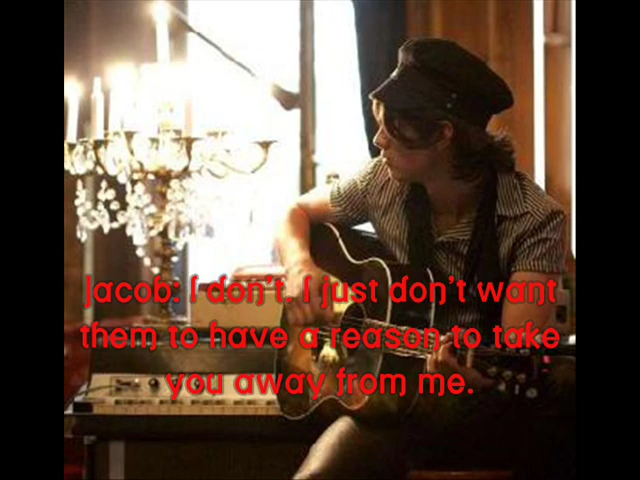 Jacob: I don't. I just don't want
them to have a reason to take
you away from me.